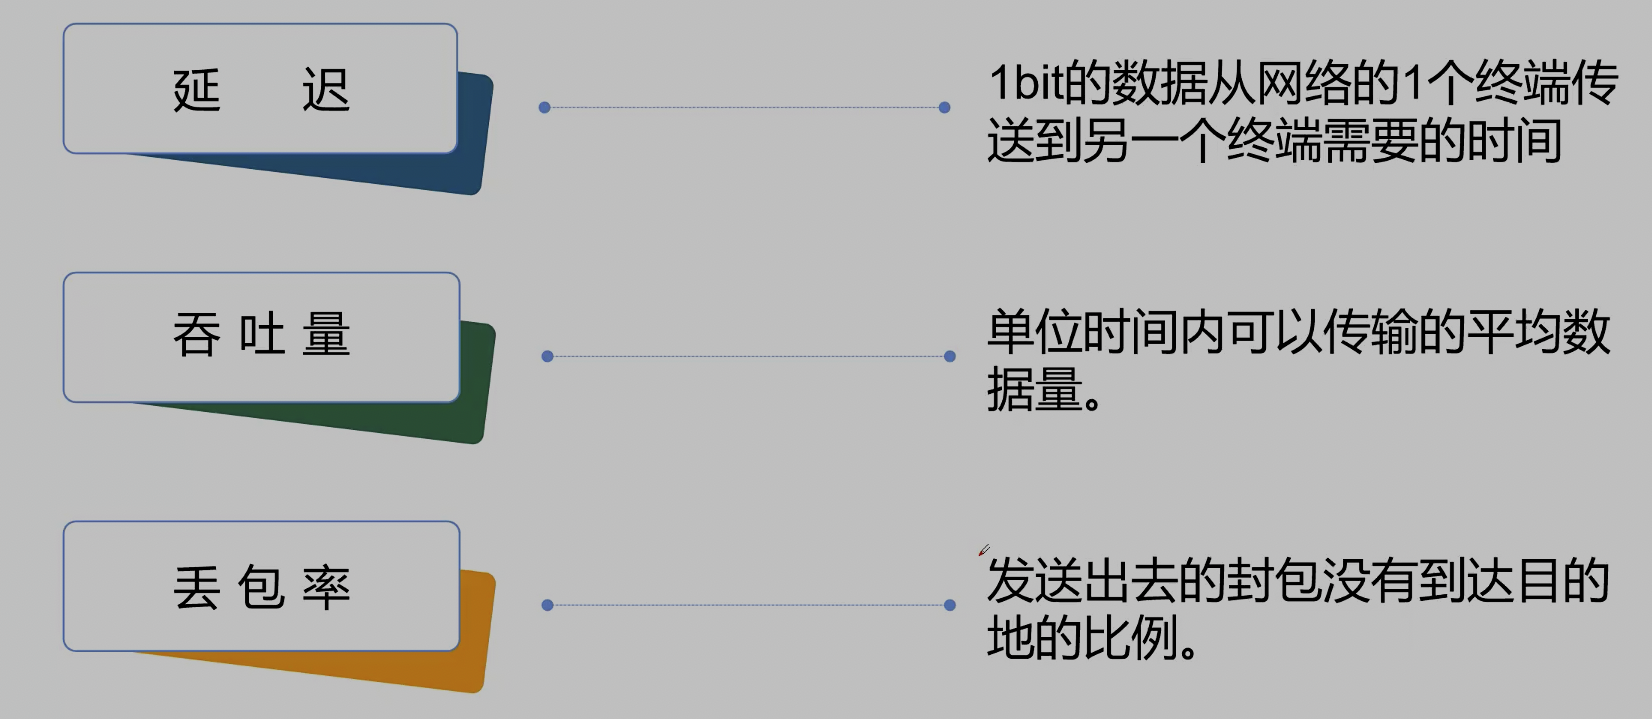 延 迟
1bit的数据从网络的1个终端传
送到另一个终端需要的时间
吞吐量
单位时间内可以传输的平均数
据量。
丢包率
发送出去的封包没有到达目的
地的比例。